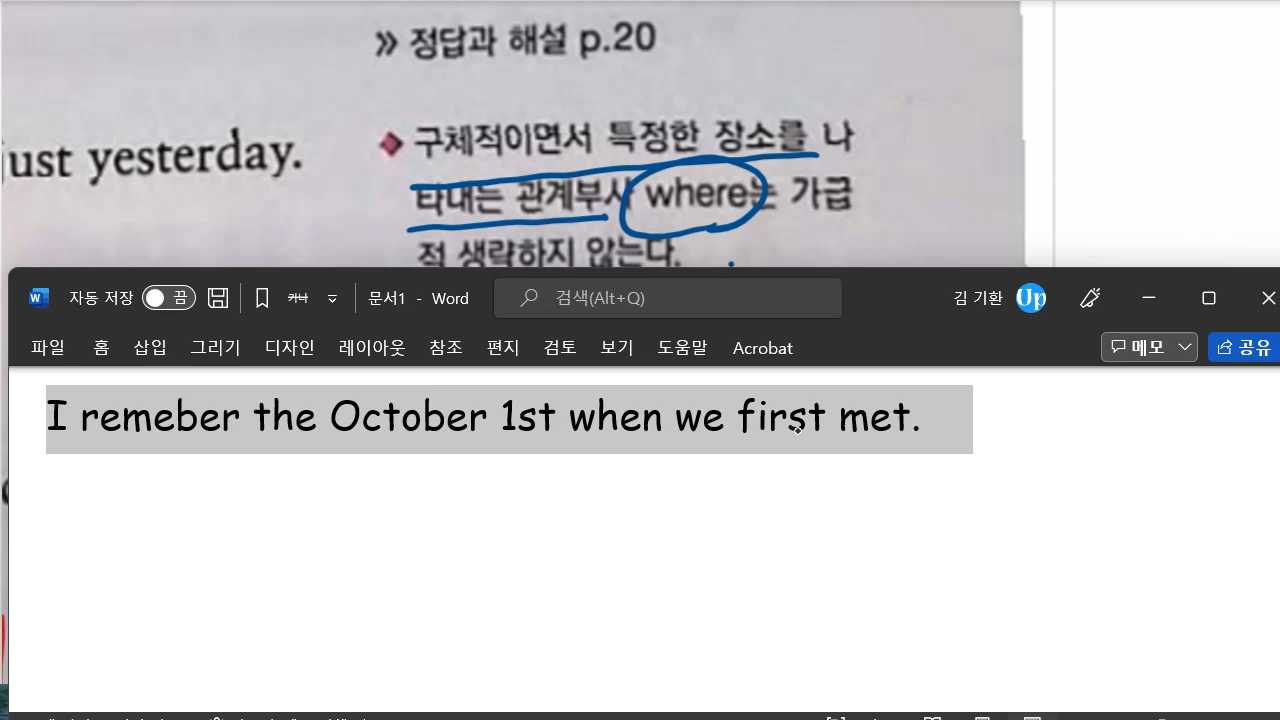 » 정답과 해설 p.20
just yesterday.
◆ 구체적이면서 특정한 장소를 나
타내는 관계부사 where는 가급
적 생략하지 않는다.
자동 저장 끔 문서1 - Word 검색(Alt+Q) 김 기환 Up
파일 홈 삽입 그리기 디자인 레이아웃 참조 편지 검토 보기 도움말 Acrobat 메모 공유
I remeber the October 1st when we first met.